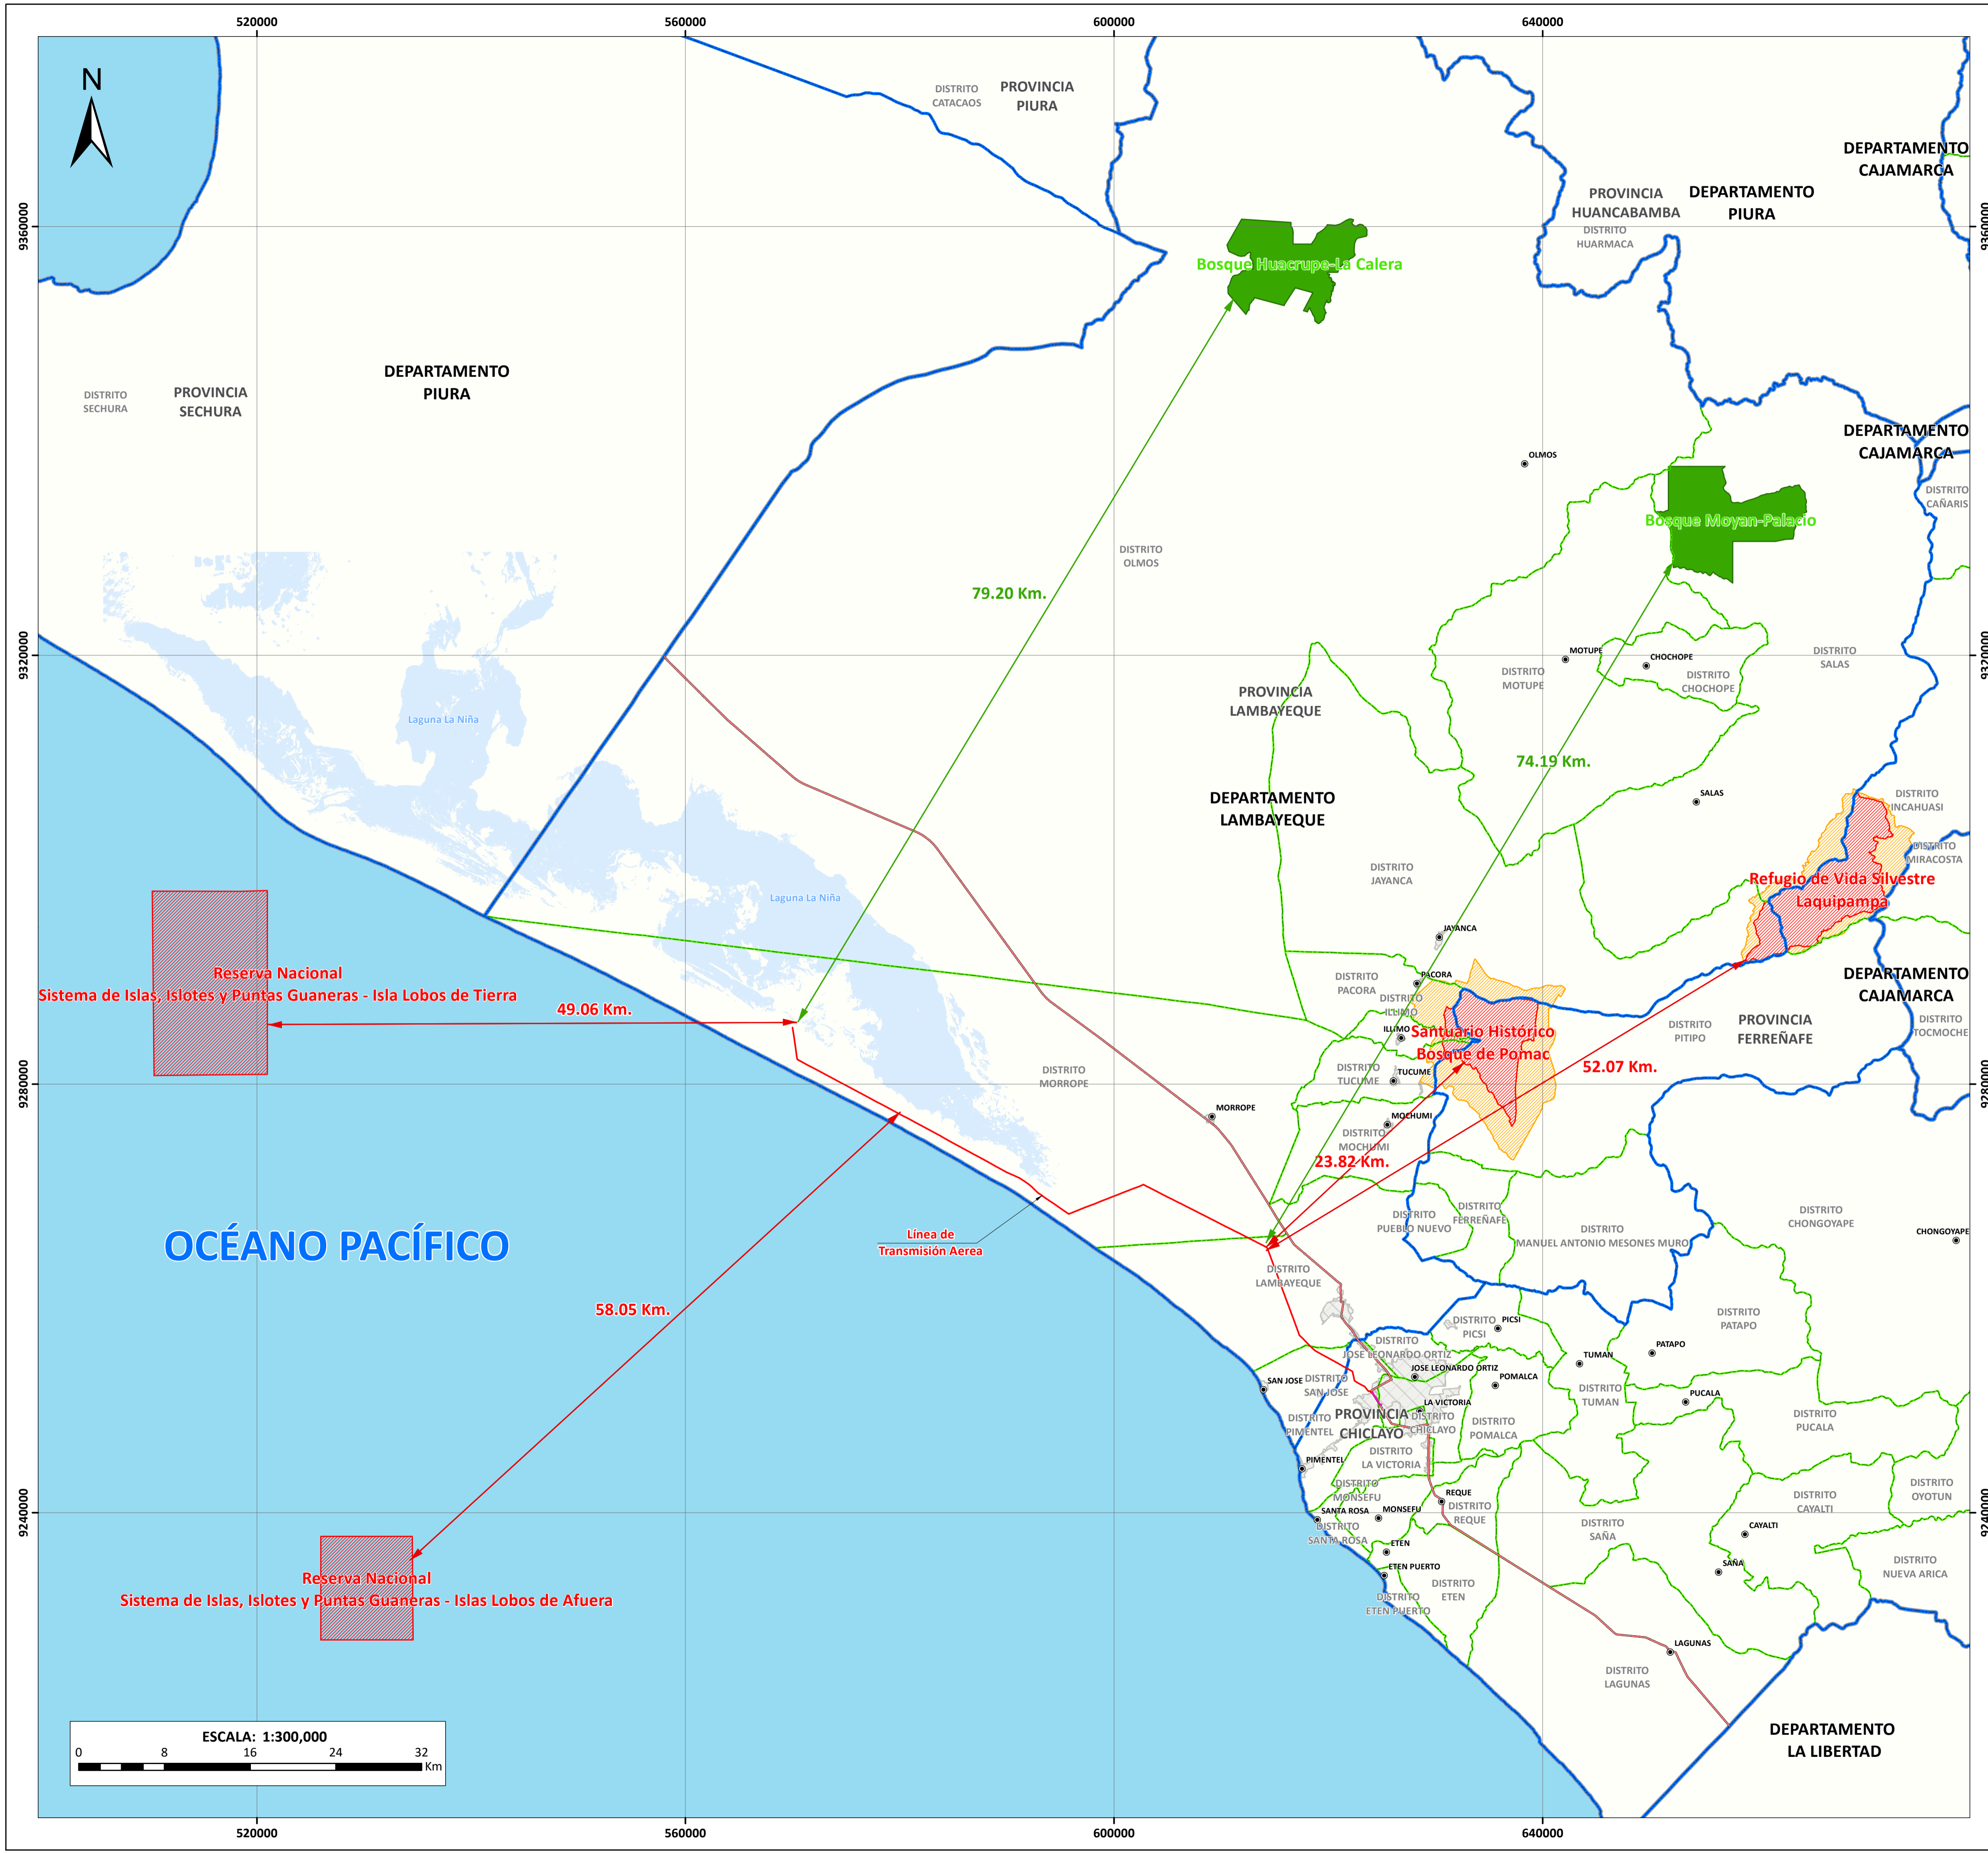 520000
560000
600000
640000
N
DISTRITO
CATACAOS
PROVINCIA
PIURA
DEPARTAMENTO
CAJAMARCA
PROVINCIA
HUANCABAMBA
DEPARTAMENTO
PIURA
DISTRITO
HUARMACA
9360000
9360000
Bosque Huacrupe-La Calera
DEPARTAMENTO
PIURA
DISTRITO
SECHURA
PROVINCIA
SECHURA
DEPARTAMENTO
CAJAMARCA
OLMOS
DISTRITO
CAÑARIS
Bosque Moyan-Palacio
DISTRITO
OLMOS
79.20 Km.
9320000
9320000
MOTUPE
CHOCHOPE
DISTRITO
SALAS
DISTRITO
MOTUPE
DISTRITO
CHOCHOPE
PROVINCIA
LAMBAYEQUE
Laguna La Niña
74.19 Km.
DEPARTAMENTO
LAMBAYEQUE
SALAS
DISTRITO
INCAHUASI
DISTRITO
MIRACOSTA
DISTRITO
JAYANCA
Refugio de Vida Silvestre
Laquipampa
Laguna La Niña
JAYANCA
Reserva Nacional
Sistema de Islas, Islotes y Puntas Guaneras - Isla Lobos de Tierra
49.06 Km.
PACORA
DISTRITO
PACORA
DISTRITO
ILLIMO
DEPARTAMENTO
CAJAMARCA
ILLIMO
Santuario Histórico
Bosque de Pomac
DISTRITO
PITIPO
PROVINCIA
FERREÑAFE
DISTRITO
TOCMOCHE
DISTRITO
MORROPE
DISTRITO
TUCUME
TUCUME
52.07 Km.
9280000
9280000
MORROPE
MOCHUMI
DISTRITO
MOCHUMI
23.82 Km.
OCÉANO PACÍFICO
Línea de
Transmisión Aerea
DISTRITO
PUEBLO NUEVO
DISTRITO
FERREÑAFE
DISTRITO
MANUEL ANTONIO MESONES MURO
DISTRITO
CHONGOYAPE
CHONGOYAPE
DISTRITO
LAMBAYEQUE
58.05 Km.
DISTRITO
PICSI
PICSI
DISTRITO
PATAPO
DISTRITO
JOSE LEONARDO ORTIZ
JOSE LEONARDO ORTIZ
TUMAN
PATAPO
SAN JOSE
DISTRITO
SAN JOSE
POMALCA
DISTRITO
TUMAN
PUCALA
LA VICTORIA
DISTRITO
PIMENTEL
PROVINCIA
CHICLAYO
DISTRITO
CHICLAYO
DISTRITO
POMALCA
DISTRITO
PUCALA
DISTRITO
LA VICTORIA
PIMENTEL
DISTRITO
MONSEFU
REQUE
DISTRITO
REQUE
DISTRITO
CAYALTI
DISTRITO
OYOTUN
9240000
9240000
SANTA ROSA
MONSEFU
DISTRITO
SANTA ROSA
DISTRITO
SAÑA
CAYALTI
ETEN
ETEN PUERTO
SAÑA
DISTRITO
NUEVA ARICA
Reserva Nacional
Sistema de Islas, Islotes y Puntas Guaneras - Islas Lobos de Afuera
DISTRITO
ETEN PUERTO
DISTRITO
ETEN
LAGUNAS
DISTRITO
LAGUNAS
DEPARTAMENTO
LA LIBERTAD
ESCALA: 1:300,000
0
8
16
24
32
Km
520000
560000
600000
640000